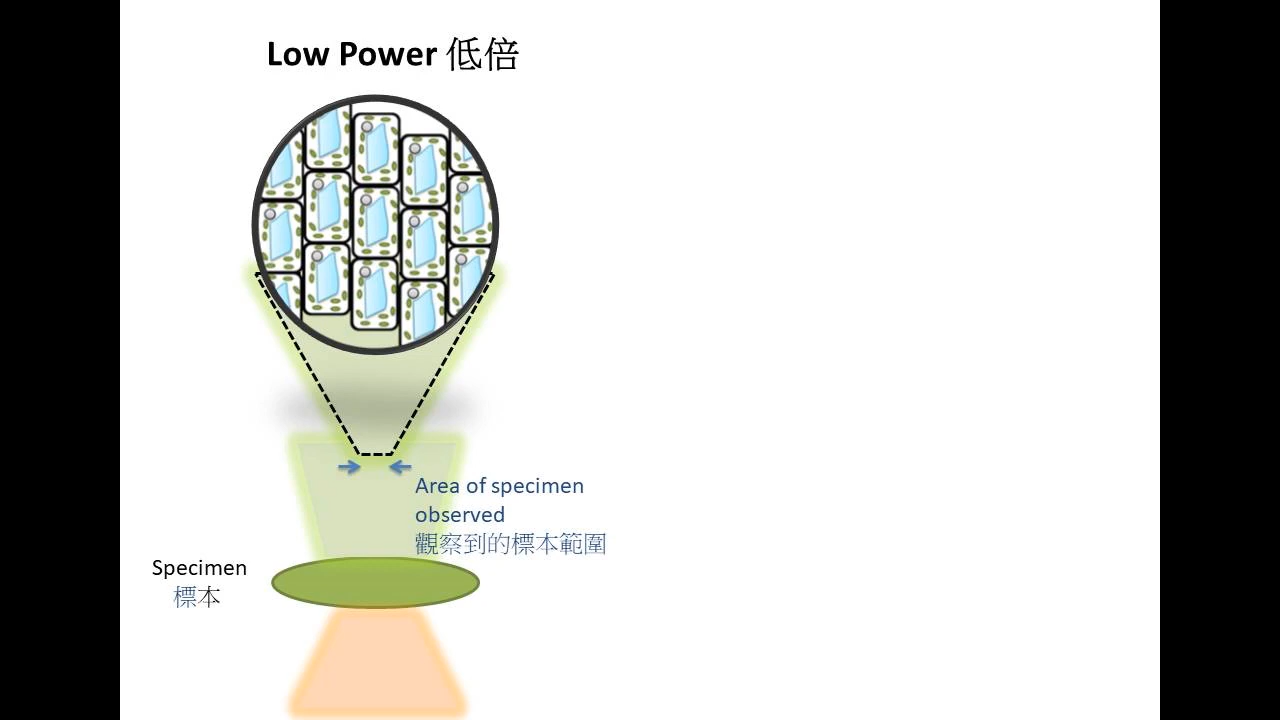 Low Power 低倍
Area of specimen
observed
觀察到的標本範圍
Specimen
標本